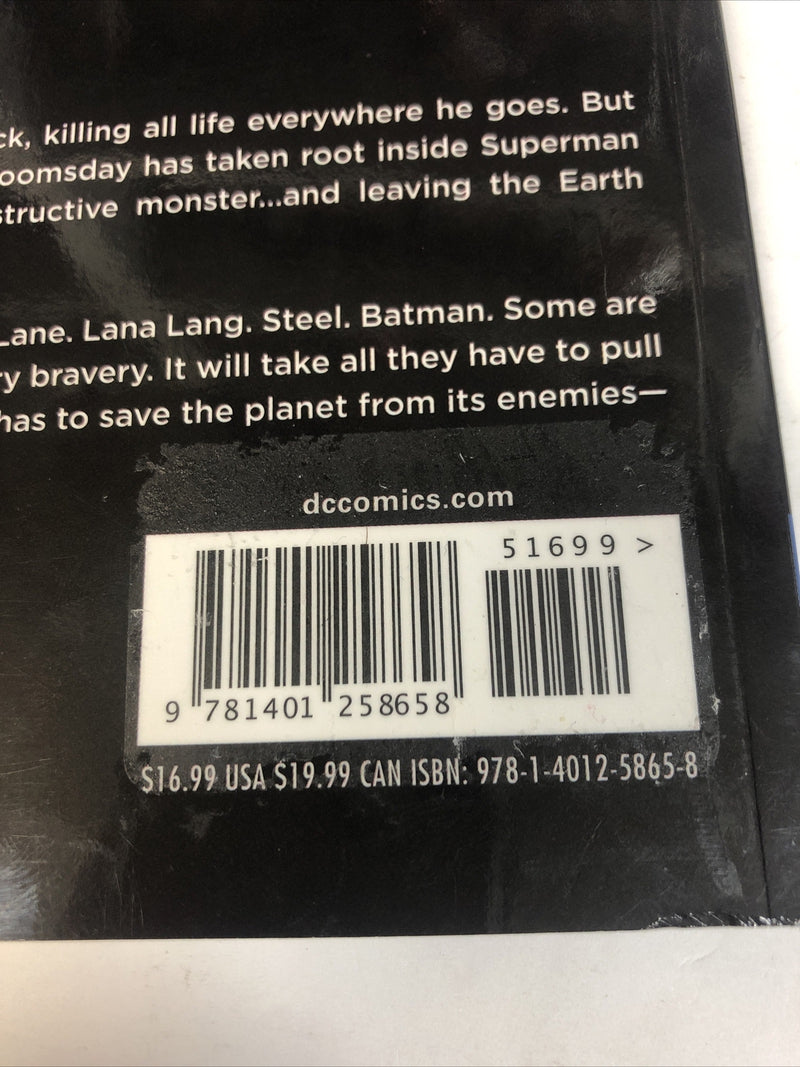 ck, killing all life everywhere he goes. But
oomsday has taken root inside Superman
structive monster...and leaving the Earth
Lane. Lana Lang. Steel. Batman. Some are
ry bravery. It will take all they have to pull
has to save the planet from its enemies—
dccomics.com
51699 >
9 781401 258658
$16.99 USA $19.99 CAN ISBN: 978-1-4012-5865-8